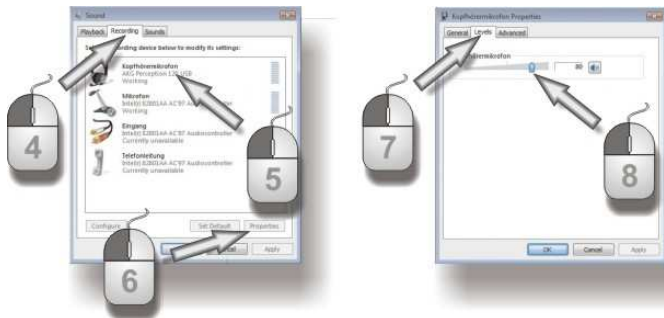 Sound
Playback Recording Sounds
recording device below to modify its settings:
Kopfhörermikrofon
AKG Perception 120 USB
Working
Mikrofon
Intel(r) 82801AA AC'97 Audiocontroller
Working
Eingang
Intel(r) 82801AA AC'97 Audiocontroller
Currently unavailable
Telefonleitung
Intel(r) 82801AA AC'97 Audiocontroller
Currently unavailable
Configure Set Default Properties
Apply
4
5
6
Kopfhörermikrofon Properties
General Levels Advanced
80
OK Cancel Apply
7
8